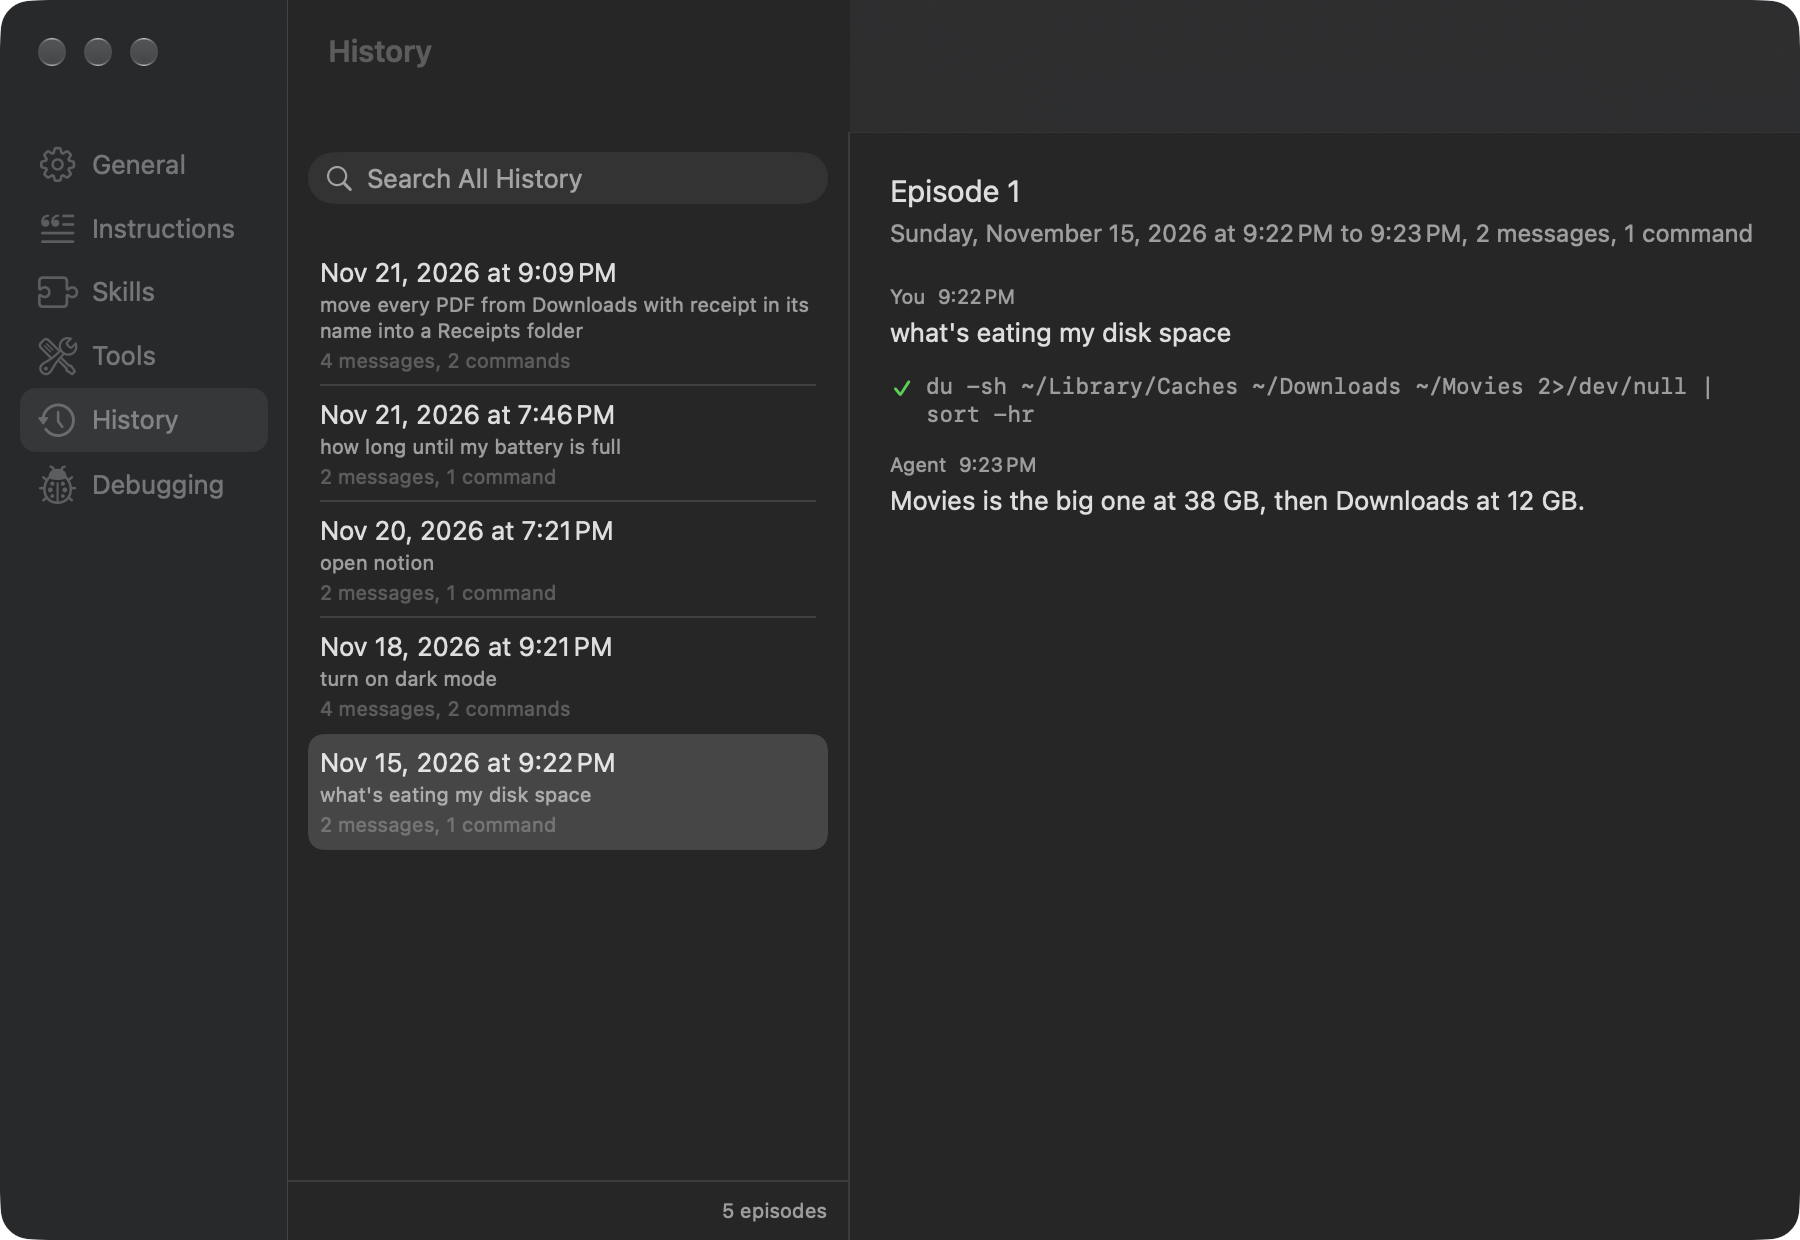 History
General
Instructions
Skills
Tools
History
Debugging
Search All History
Nov 21, 2026 at 9:09 PM
move every PDF from Downloads with receipt in its
name into a Receipts folder
4 messages, 2 commands
Nov 21, 2026 at 7:46 PM
how long until my battery is full
2 messages, 1 command
Nov 20, 2026 at 7:21 PM
open notion
2 messages, 1 command
Nov 18, 2026 at 9:21 PM
turn on dark mode
4 messages, 2 commands
Nov 15, 2026 at 9:22 PM
what's eating my disk space
2 messages, 1 command
5 episodes
Episode 1
Sunday, November 15, 2026 at 9:22 PM to 9:23 PM, 2 messages, 1 command
You 9:22 PM
what's eating my disk space
du -sh ~/Library/Caches ~/Downloads ~/Movies 2>/dev/null |
sort -hr
Agent 9:23 PM
Movies is the big one at 38 GB, then Downloads at 12 GB.